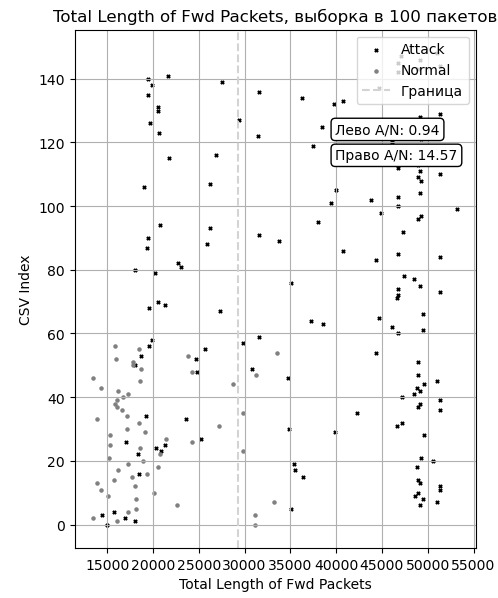 Total Length of Fwd Packets, выборка в 100 пакетов
Attack
Normal
Граница
Лево A/N: 0.94
Право A/N: 14.57
140
120
100
80
60
40
20
0
CSV Index
15000 20000 25000 30000 35000 40000 45000 50000 55000
Total Length of Fwd Packets